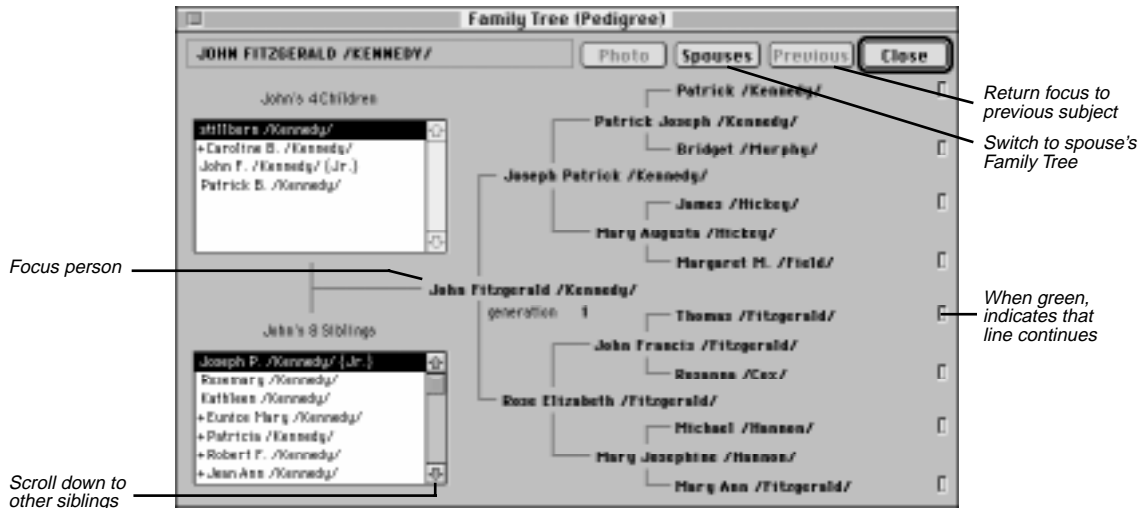 Family Tree (Pedigree)
JOHN FITZGERALD /KENNEDY/
Photo
Spouses
Previous
Close
John's 4 Children
stillborn /Kennedy/
+Caroline B. /Kennedy/
John F. /Kennedy/ (Jr.)
Patrick B. /Kennedy/
Patrick /Kennedy/
Patrick Joseph /Kennedy/
Bridget /Murphy/
Joseph Patrick /Kennedy/
James /Hickey/
Mary Augusta /Hickey/
Margaret M. /Field/
John Fitzgerald /Kennedy/
generation 1
Thomas /Fitzgerald/
John Francis /Fitzgerald/
Rosanna /Cox/
Rose Elizabeth /Fitzgerald/
Michael /Hannon/
Mary Josephine /Hannon/
Mary Ann /Fitzgerald/
John's 8 Siblings
Joseph P. /Kennedy/ (Jr.)
Rosemary /Kennedy/
Kathleen /Kennedy/
+Eunice Mary /Kennedy/
+Patricia /Kennedy/
+Robert F. /Kennedy/
+Jean Ann /Kennedy/
Return focus to
previous subject
Switch to spouse's
Family Tree
Focus person
When green,
indicates that
line continues
Scroll down to
other siblings